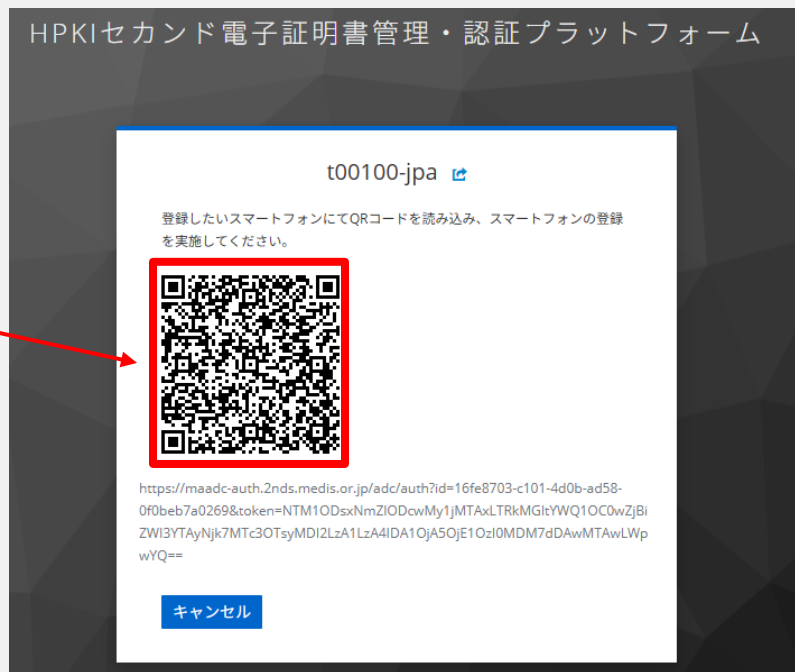 HPKIセカンド電子証明書管理・認証プラットフォーム
t00100-jpa
登録したいスマートフォンにてQRコードを読み込み、スマートフォンの登録
を実施してください。
https://maadc-auth.2nds.medis.or.jp/adc/auth?id=16fe8703-c101-4d0b-ad58-
0f0beb7a0269&token=NTM1ODsxNmZlODcwMy1jMTAxLTRkMGItYWQ1OC0wZjBi
ZWI3YTAyNjk7MTc3OTsyMDI2LzA1LzA4IDA1OjA5OjE1OzI0MDM7dDAwMTAwLWp
wYQ==
キャンセル